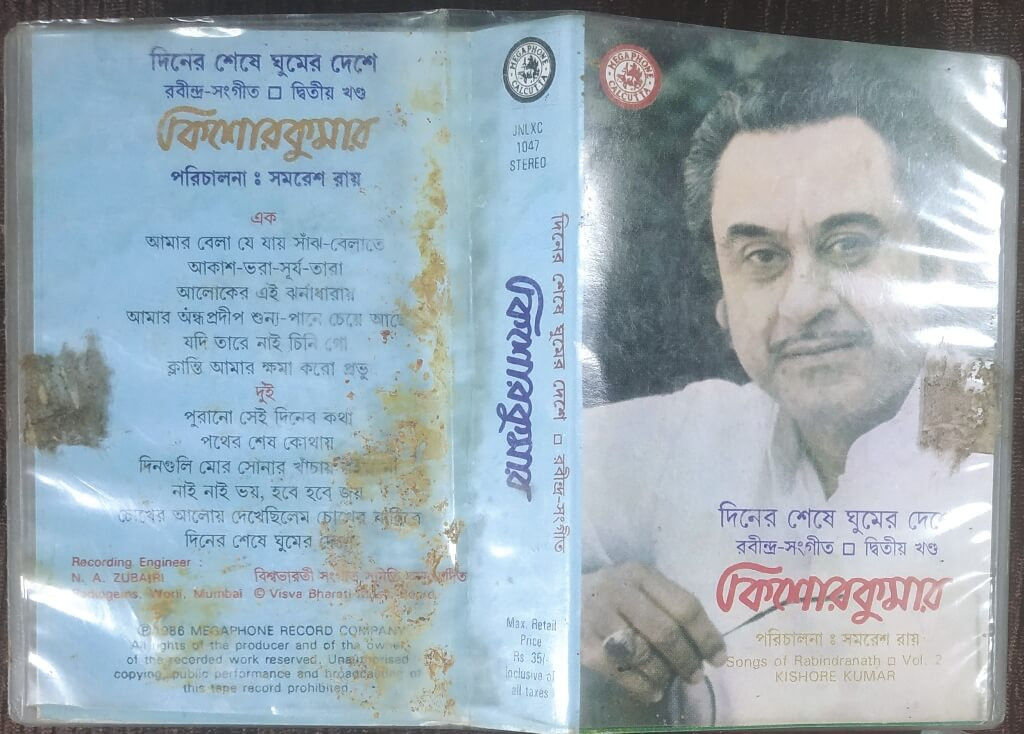 দিনের শেষে ঘুমের দেশে
রবীন্দ্র-সংগীত □ দ্বিতীয় খণ্ড
কিশোরকুমার
পরিচালনা : সমরেশ রায়
এক
আমার বেলা যে যায় সাঁঝ-বেলাতে
আকাশ-ভরা-সূর্য-তারা
আলোকের এই ঝর্নাধারায়
আমার অন্ধপ্রদীপ শুন্য-পানে চেয়ে আছে
যদি তারে নাই চিনি গো
ক্লান্তি আমার ক্ষমা করো প্রভু
দুই
পুরানো সেই দিনের কথা
পথের শেষ কোথায়
দিনগুলি মোর সোনার খাঁচায়
নাই নাই ভয়, হবে হবে জয়
চোখের আলোয় দেখেছিলেম চোখের বাহিরে
দিনের শেষে ঘুমের দেশে
Recording Engineer :
N. A. ZUBAIRI
Radiogems, Worli, Mumbai
বিশ্বভারতী সংগীত সমিতি
© Visva Bharati Music Board
℗ 1986 MEGAPHONE RECORD COMPANY
All rights of the producer and of the owner
of the recorded work reserved. Unauthorised
copying, public performance and broadcasting of
this tape record prohibited.
MEGAPHONE
CALCUTTA
JNLXC
1047
STEREO
দিনের শেষে ঘুমের দেশে □ রবীন্দ্র-সংগীত
কিশোরকুমার
Max. Retail
Price
Rs 35/-
inclusive of
all taxes
MEGAPHONE
CALCUTTA
দিনের শেষে ঘুমের দেশে
রবীন্দ্র-সংগীত □ দ্বিতীয় খণ্ড
কিশোরকুমার
পরিচালনা : সমরেশ রায়
Songs of Rabindranath □ Vol. 2
KISHORE KUMAR